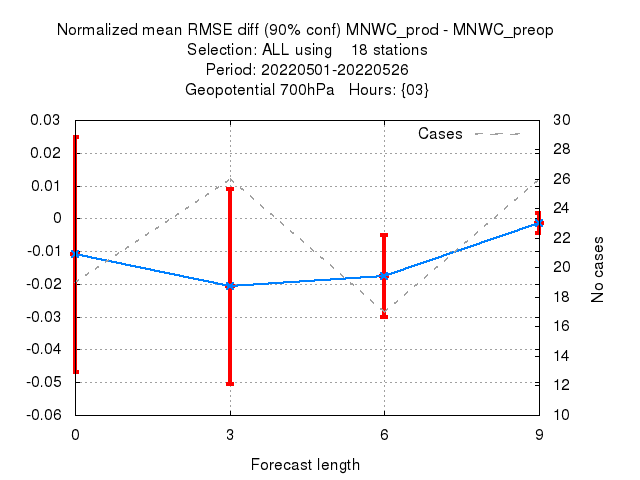 Normalized mean RMSE diff (90% conf) MNWC_prod - MNWC_preop
Selection: ALL using    18 stations
Period: 20220501-20220526
Geopotential 700hPa   Hours: {03}
Cases
0.03
0.02
0.01
0
-0.01
-0.02
-0.03
-0.04
-0.05
-0.06
30
28
26
24
22
20
18
16
14
12
10
No cases
0 3 6 9
Forecast length